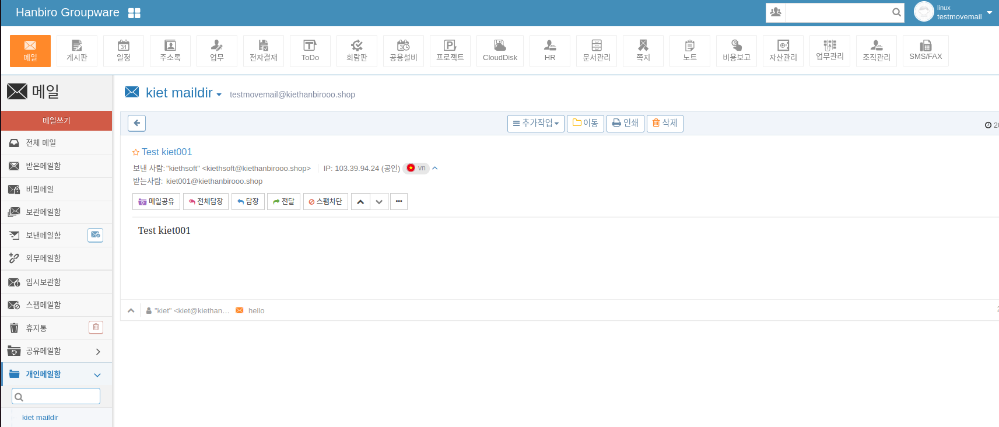 Hanbiro Groupware
linux
testmovemail
메일
게시판
일정
주소록
업무
전자결재
ToDo
회람판
공용설비
프로젝트
CloudDisk
HR
문서관리
쪽지
노트
비용보고
자산관리
업무관리
조직관리
SMS/FAX
메일
메일쓰기
전체 메일
받은메일함
비밀메일
보관메일함
보낸메일함
외부메일함
임시보관함
스팸메일함
휴지통
공유메일함
개인메일함
kiet maildir
kiet maildir testmovemail@kiethanbirooo.shop
추가작업 이동 인쇄 삭제
Test kiet001
보낸 사람: "kiethsoft" <kiethsoft@kiethanbirooo.shop> IP: 103.39.94.24 (공인) vn
받는사람: kiet001@kiethanbirooo.shop
메일공유 전체답장 답장 전달 스팸차단
Test kiet001
"kiet" <kiet@kiethan… hello